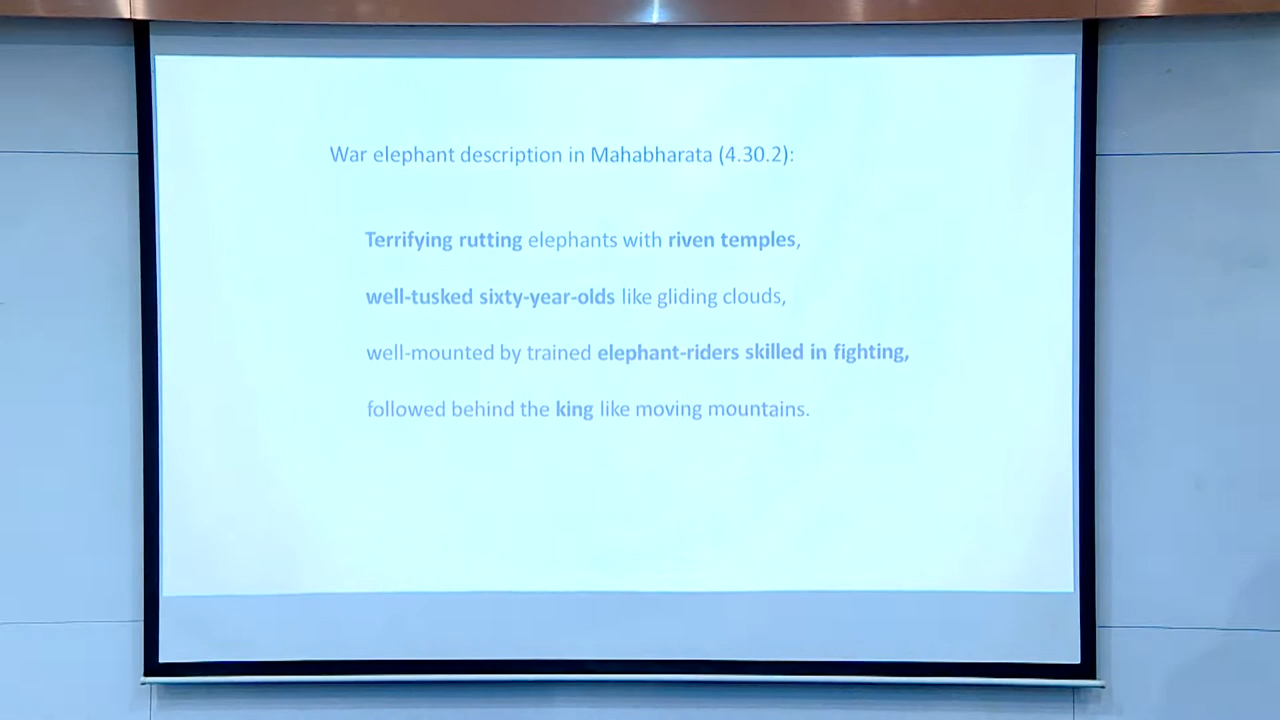 War elephant description in Mahabharata (4.30.2):
Terrifying rutting elephants with riven temples,
well-tusked sixty-year-olds like gliding clouds,
well-mounted by trained elephant-riders skilled in fighting,
followed behind the king like moving mountains.